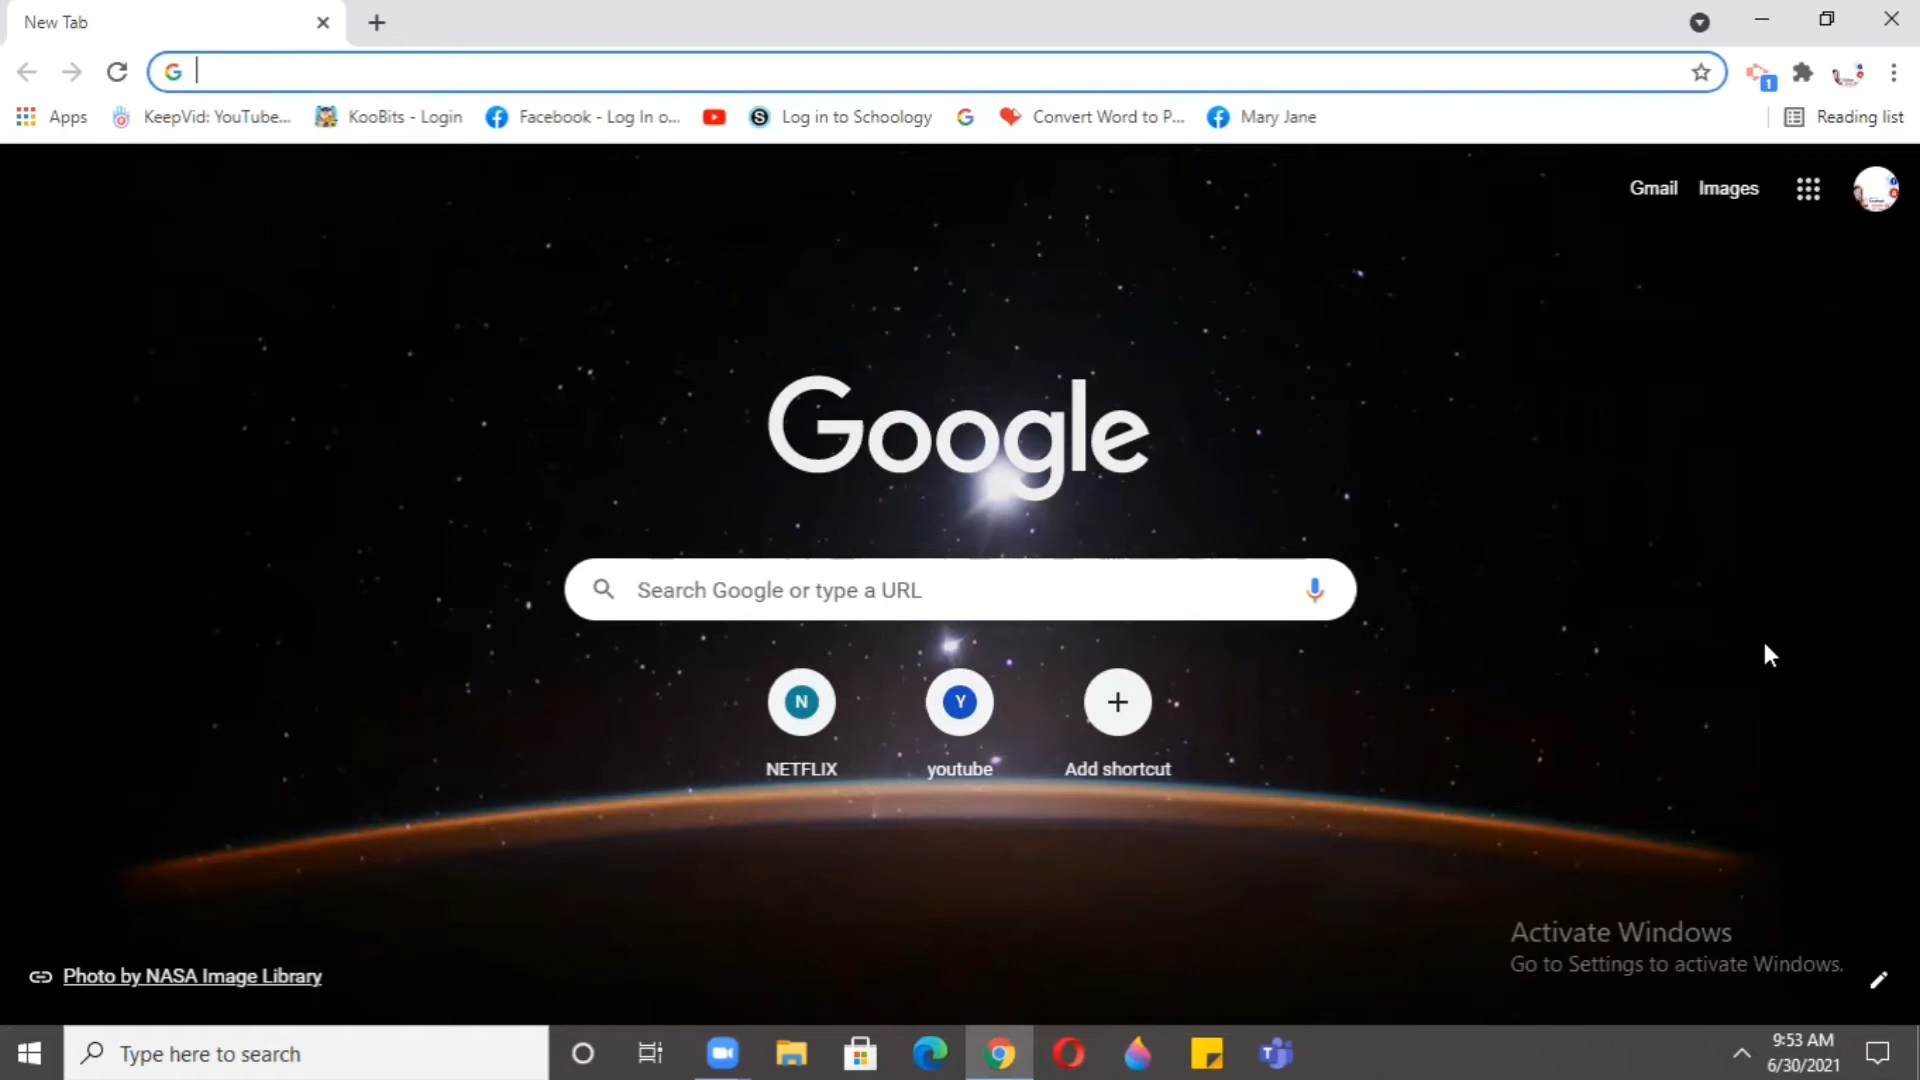 New Tab
Apps KeepVid: YouTube... KooBits - Login Facebook - Log In o... Log in to Schoology Convert Word to P... Mary Jane Reading list
Gmail Images
Google
Search Google or type a URL
N Y
NETFLIX youtube Add shortcut
Activate Windows
Go to Settings to activate Windows.
Photo by NASA Image Library
Type here to search
9:53 AM
6/30/2021